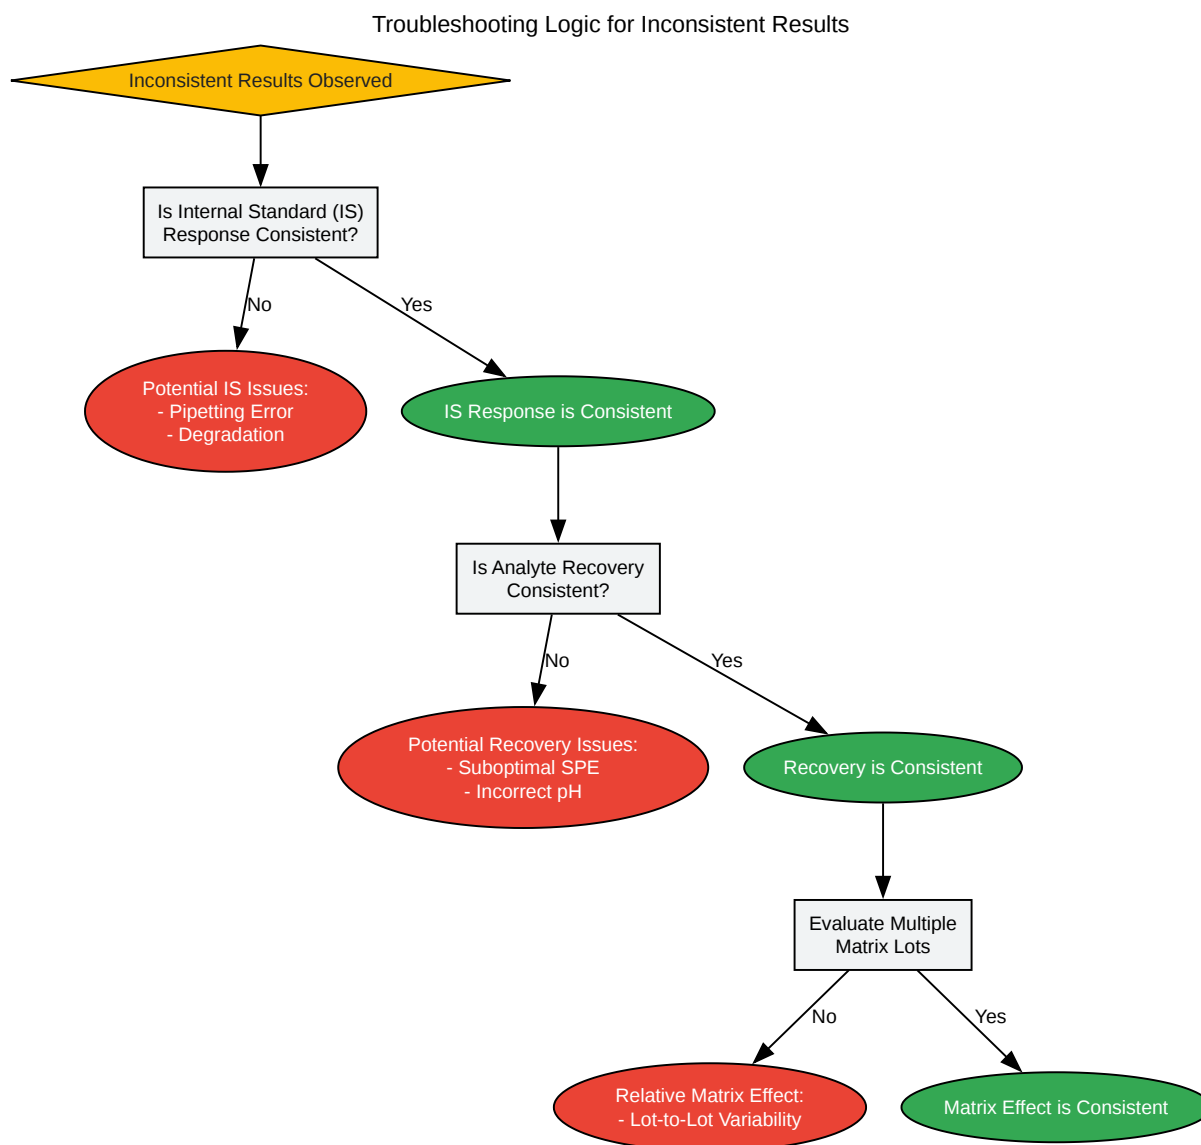 Troubleshooting Logic for Inconsistent Results
Inconsistent Results Observed
Is Internal Standard (IS)
Response Consistent?
No
Yes
Potential IS Issues:
- Pipetting Error
- Degradation
IS Response is Consistent
Is Analyte Recovery
Consistent?
No
Yes
Potential Recovery Issues:
- Suboptimal SPE
- Incorrect pH
Recovery is Consistent
Evaluate Multiple
Matrix Lots
No
Yes
Relative Matrix Effect:
- Lot-to-Lot Variability
Matrix Effect is Consistent